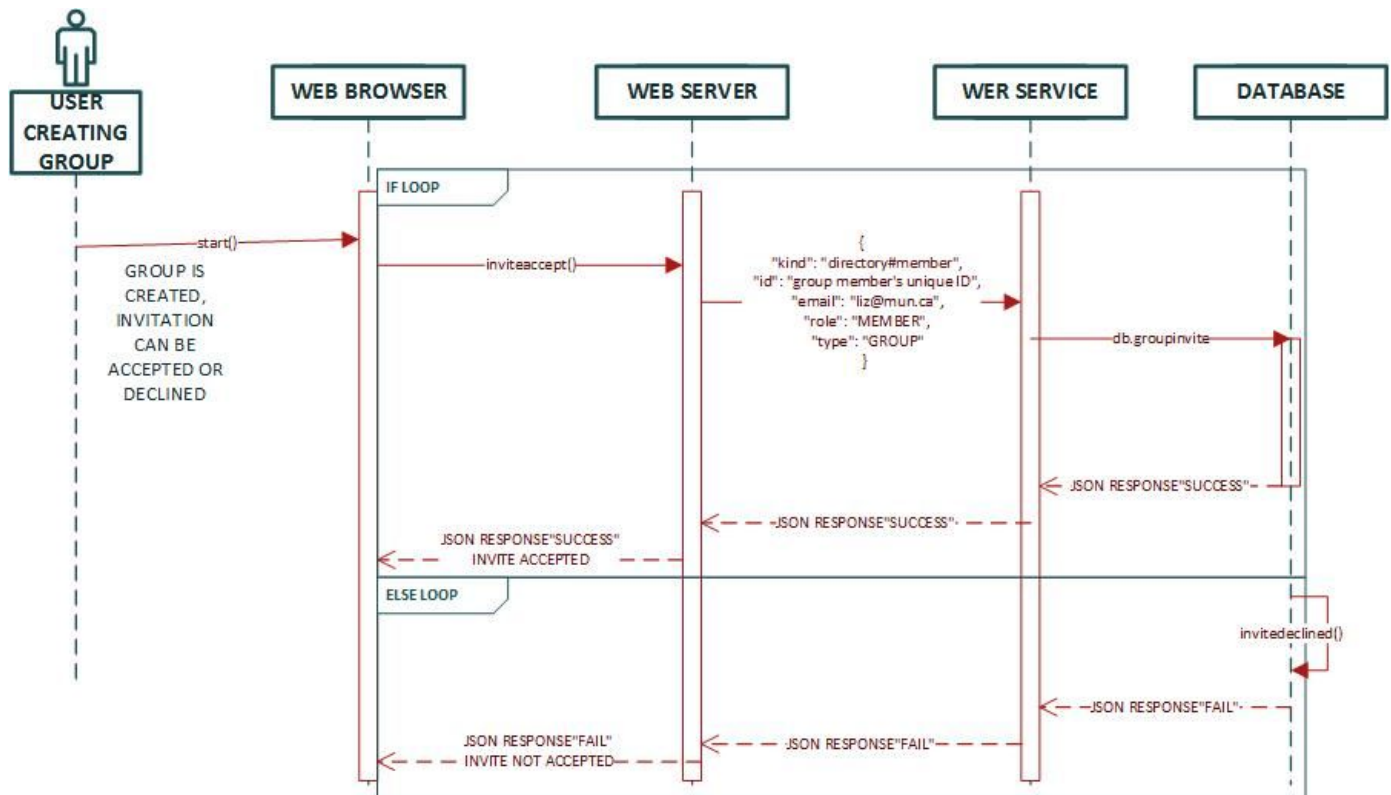 USER
CREATING
GROUP
WEB BROWSER
WEB SERVER
WER SERVICE
DATABASE
IF LOOP
start()
GROUP IS
CREATED,
INVITATION
CAN BE
ACCEPTED OR
DECLINED
inviteaccept()
{
"kind": "directory#member",
"id": "group member's unique ID",
"email": "liz@mun.ca",
"role": "MEMBER",
"type": "GROUP"
}
db.groupinvite
JSON RESPONSE"SUCCESS"
JSON RESPONSE"SUCCESS"
JSON RESPONSE"SUCCESS"
INVITE ACCEPTED
ELSE LOOP
invitedeclined()
JSON RESPONSE"FAIL"
JSON RESPONSE"FAIL"
JSON RESPONSE"FAIL"
INVITE NOT ACCEPTED